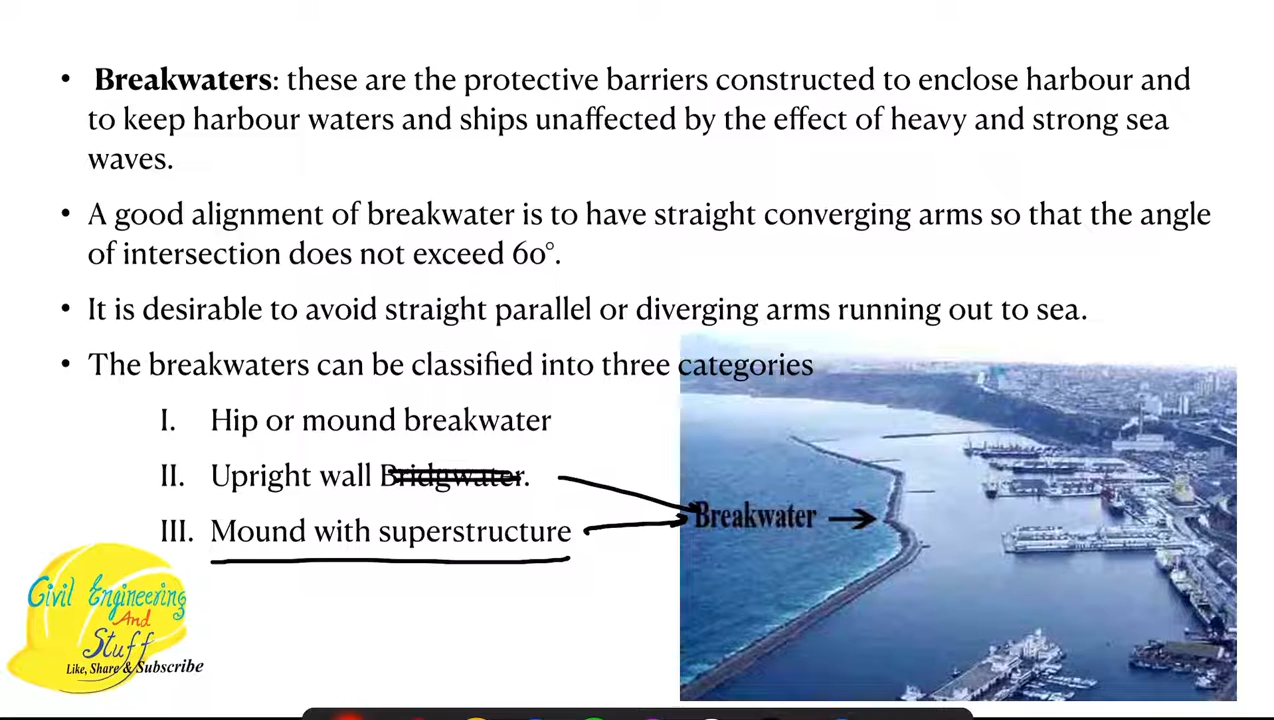 • Breakwaters: these are the protective barriers constructed to enclose harbour and
to keep harbour waters and ships unaffected by the effect of heavy and strong sea
waves.
• A good alignment of breakwater is to have straight converging arms so that the angle
of intersection does not exceed 60°.
• It is desirable to avoid straight parallel or diverging arms running out to sea.
• The breakwaters can be classified into three categories
I. Hip or mound breakwater
II. Upright wall Bridgwater.
III. Mound with superstructure
Breakwater
Civil Engineering
And
Stuff
Like, Share & Subscribe